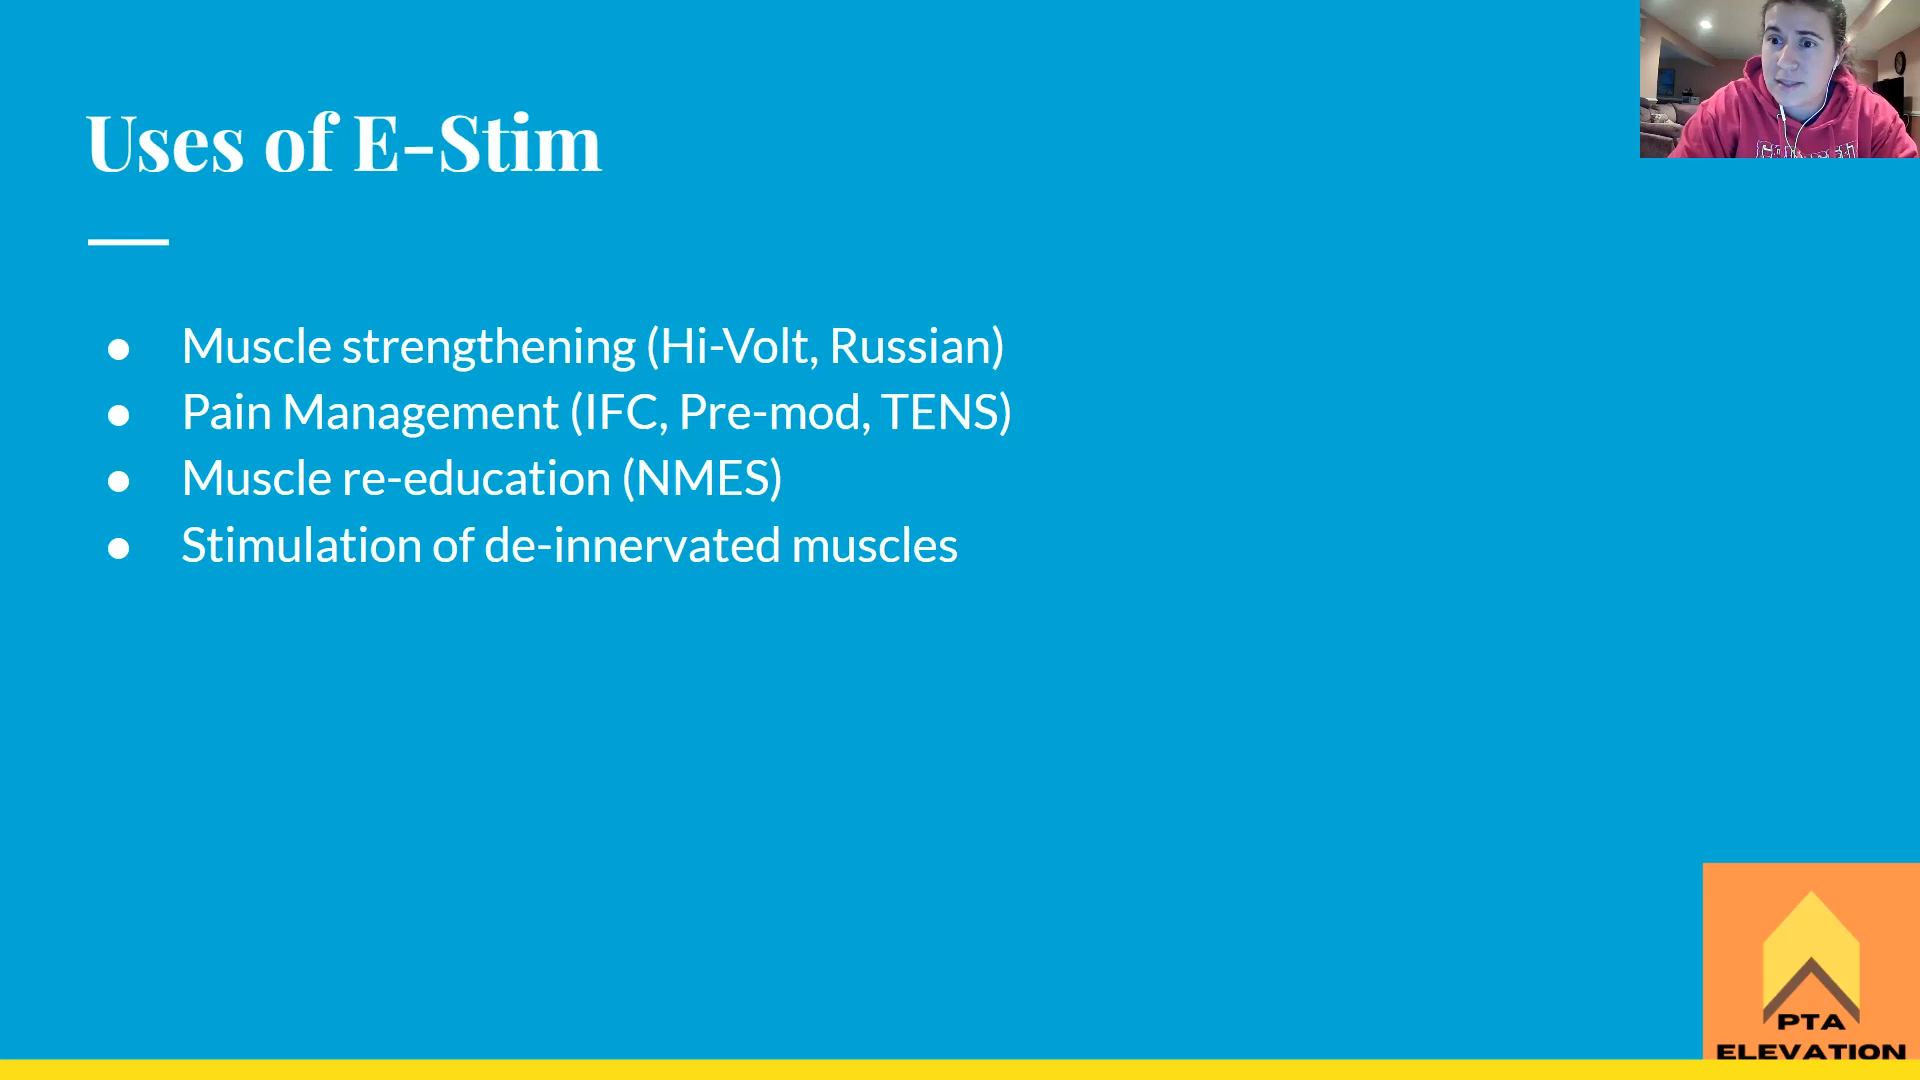 Uses of E-Stim
Muscle strengthening (Hi-Volt, Russian)
Pain Management (IFC, Pre-mod, TENS)
Muscle re-education (NMES)
Stimulation of de-innervated muscles
PTA
ELEVATION